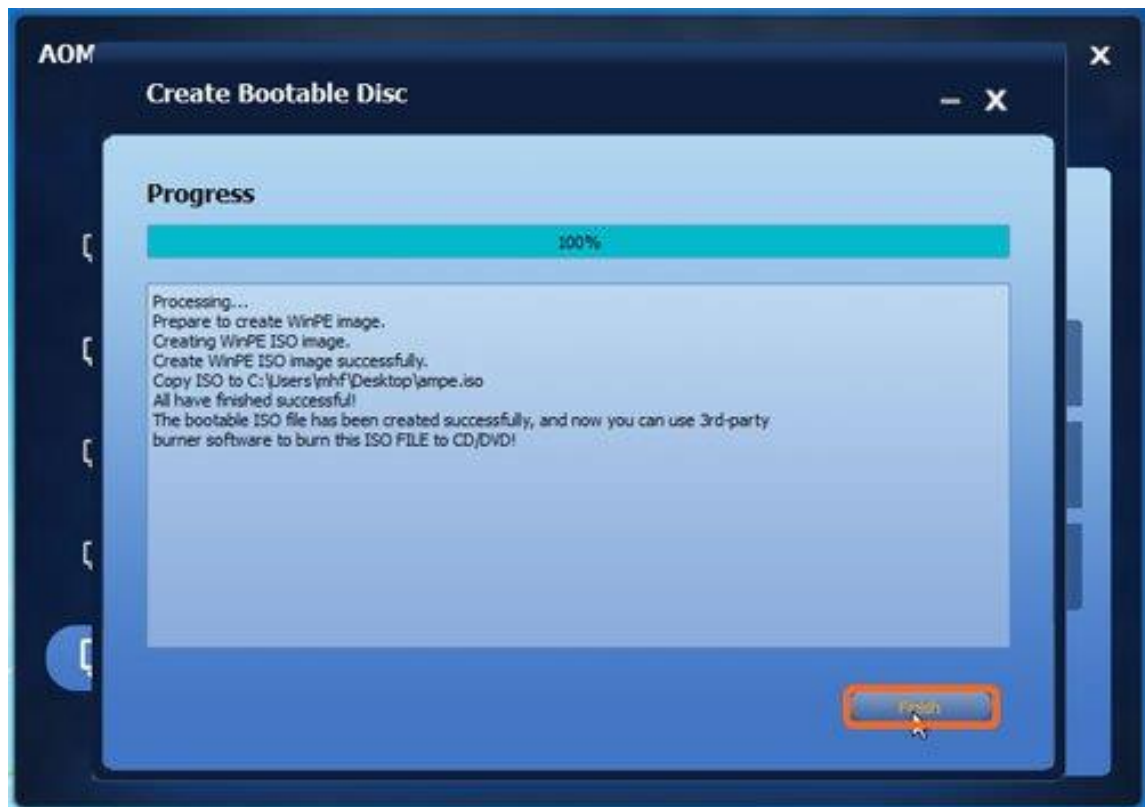 AOM
X
Create Bootable Disc
– X
Progress
100%
Processing...
Prepare to create WinPE image.
Creating WinPE ISO image.
Create WinPE ISO image successfully.
Copy ISO to C:\Users\mhf\Desktop\ampe.iso
All have finished successful!
The bootable ISO file has been created successfully, and now you can use 3rd-party
burner software to burn this ISO FILE to CD/DVD!
Finish